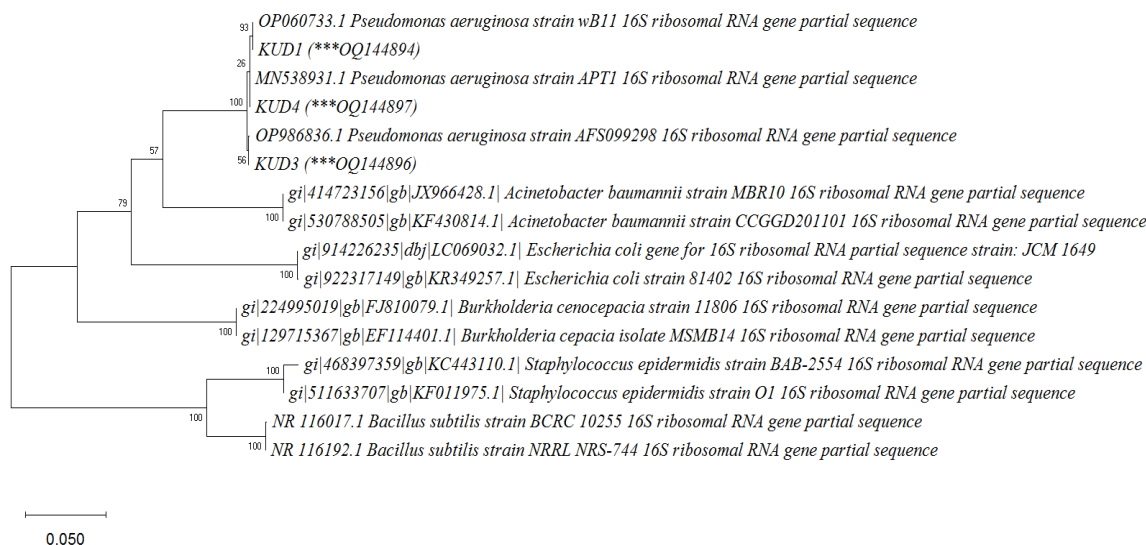 93
OP060733.1 Pseudomonas aeruginosa strain wB11 16S ribosomal RNA gene partial sequence
KUD1 (***OQ144894)
26
MN538931.1 Pseudomonas aeruginosa strain APT1 16S ribosomal RNA gene partial sequence
100
KUD4 (***OQ144897)
OP986836.1 Pseudomonas aeruginosa strain AFS099298 16S ribosomal RNA gene partial sequence
57
56
KUD3 (***OQ144896)
gi|414723156|gb|JX966428.1| Acinetobacter baumannii strain MBR10 16S ribosomal RNA gene partial sequence
79
100
gi|530788505|gb|KF430814.1| Acinetobacter baumannii strain CCGGD201101 16S ribosomal RNA gene partial sequence
gi|914226235|dbj|LC069032.1| Escherichia coli gene for 16S ribosomal RNA partial sequence strain: JCM 1649
100
gi|922317149|gb|KR349257.1| Escherichia coli strain 81402 16S ribosomal RNA gene partial sequence
gi|224995019|gb|FJ810079.1| Burkholderia cenocepacia strain 11806 16S ribosomal RNA gene partial sequence
100
gi|129715367|gb|EF114401.1| Burkholderia cepacia isolate MSMB14 16S ribosomal RNA gene partial sequence
gi|468397359|gb|KC443110.1| Staphylococcus epidermidis strain BAB-2554 16S ribosomal RNA gene partial sequence
100
gi|511633707|gb|KF011975.1| Staphylococcus epidermidis strain O1 16S ribosomal RNA gene partial sequence
100
NR 116017.1 Bacillus subtilis strain BCRC 10255 16S ribosomal RNA gene partial sequence
100
NR 116192.1 Bacillus subtilis strain NRRL NRS-744 16S ribosomal RNA gene partial sequence
0.050